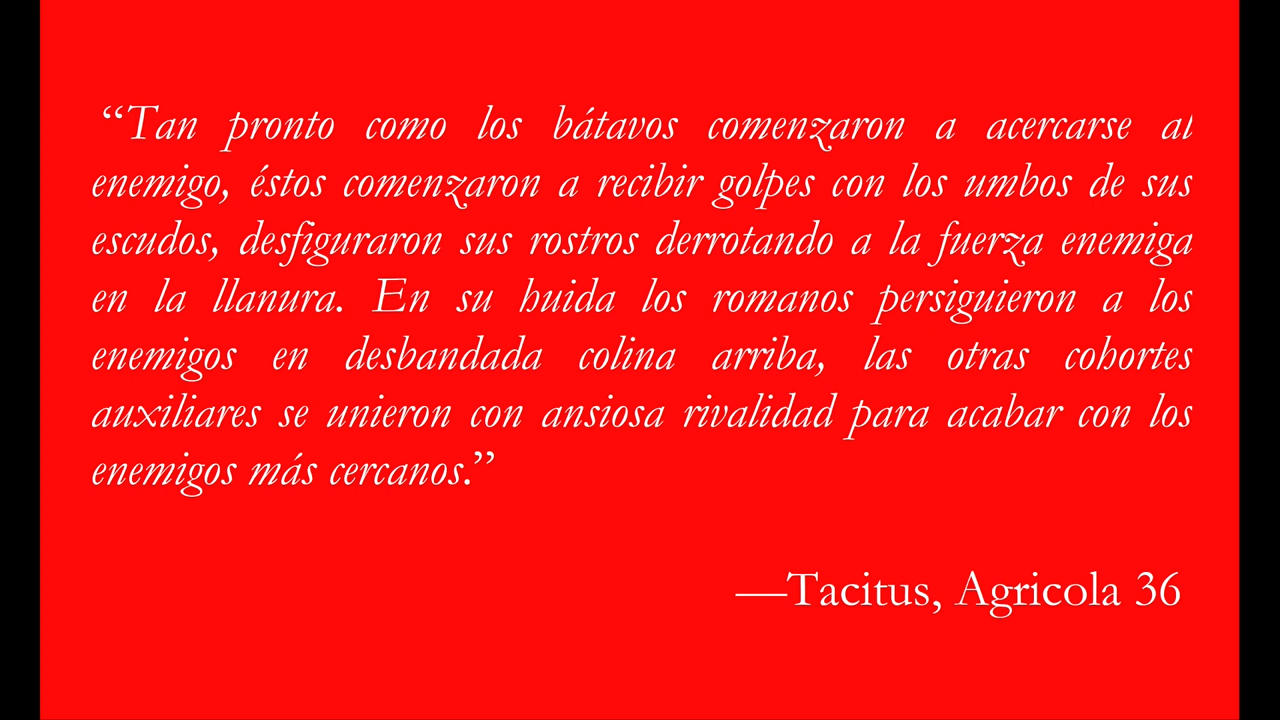 “Tan pronto como los bátavos comenzaron a acercarse al
enemigo, éstos comenzaron a recibir golpes con los umbos de sus
escudos, desfiguraron sus rostros derrotando a la fuerza enemiga
en la llanura. En su huida los romanos persiguieron a los
enemigos en desbandada colina arriba, las otras cohortes
auxiliares se unieron con ansiosa rivalidad para acabar con los
enemigos más cercanos.”
—Tacitus, Agricola 36